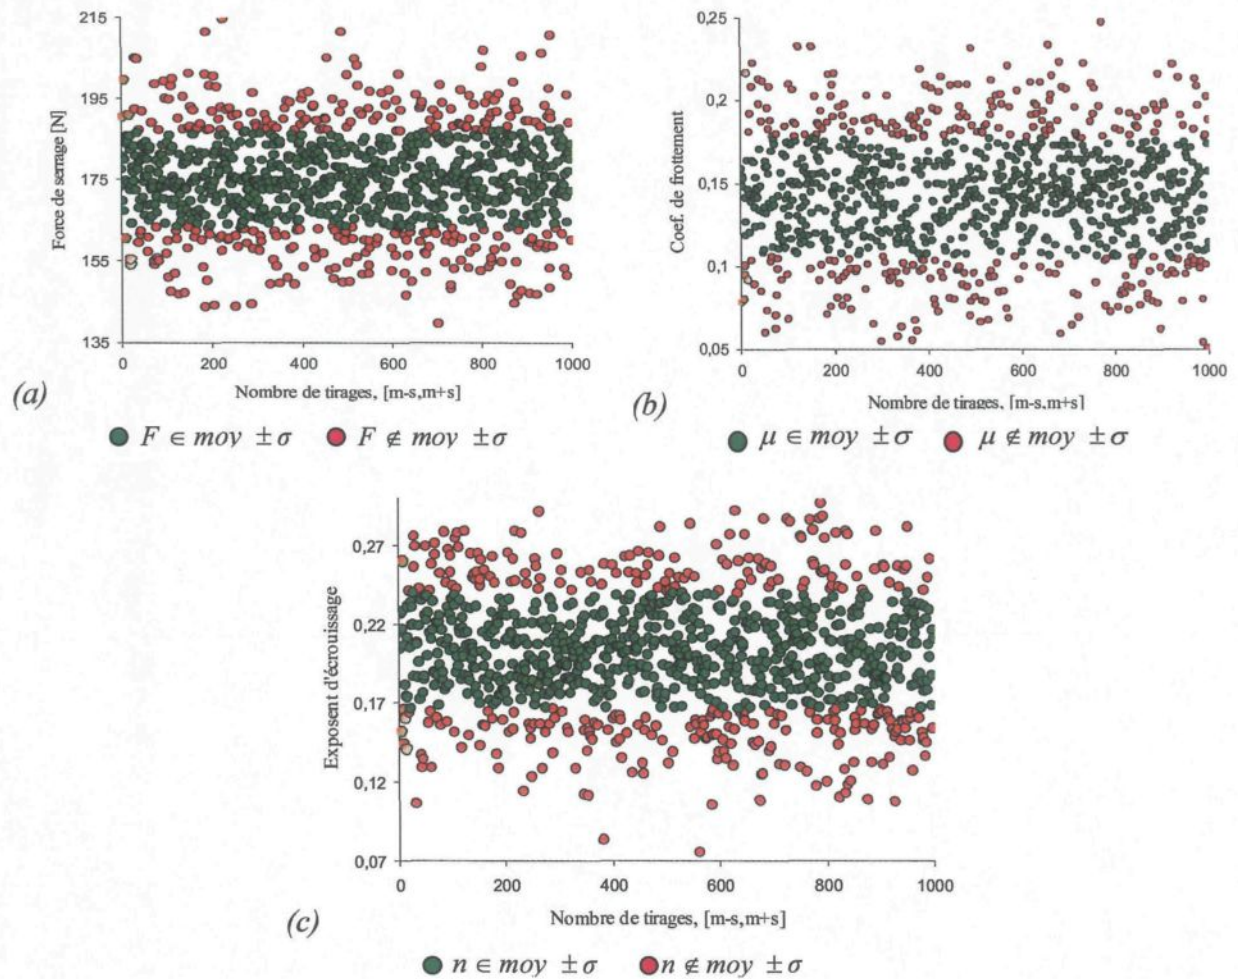 215
195
175
155
135
Force de serrage [N]
0 200 400 600 800 1000
Nombre de tirages, [m-s,m+s]
(a)
F ∈ moy ±σ F ∉ moy ±σ
0,25
0,2
0,15
0,1
0,05
Coef. de frottement
0 200 400 600 800 1000
Nombre de tirages, [m-s,m+s]
(b)
μ ∈ moy ±σ μ ∉ moy ±σ
0,27
0,22
0,17
0,12
0,07
Exposent d'écrouissage
0 200 400 600 800 1000
Nombre de tirages, [m-s,m+s]
(c)
n ∈ moy ±σ n ∉ moy ±σ